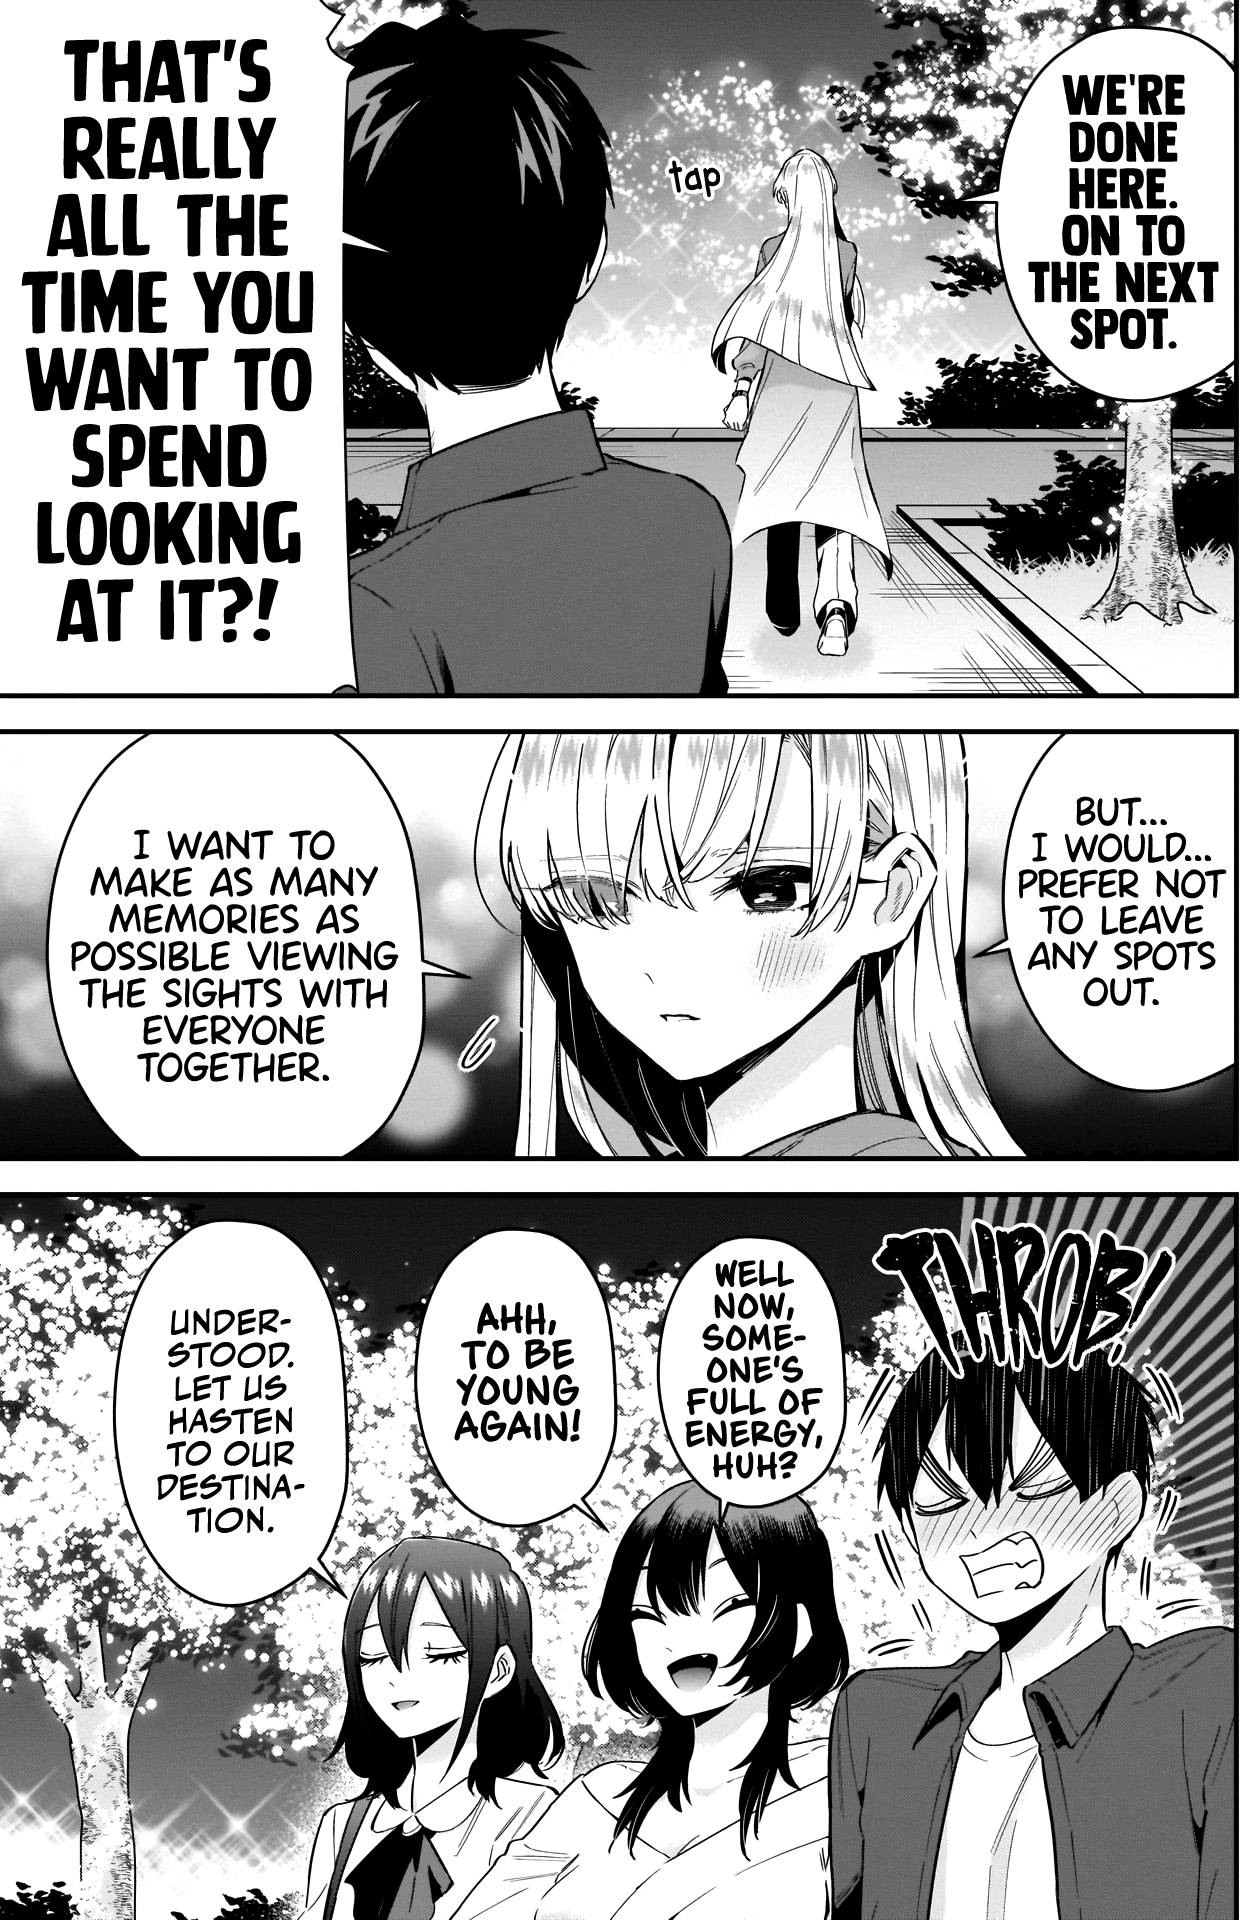 WE'RE
DONE
HERE.
ON TO
THE NEXT
SPOT.
tap
THAT'S
REALLY
ALL THE
TIME YOU
WANT TO
SPEND
LOOKING
AT IT?!
BUT...
I WOULD...
PREFER NOT
TO LEAVE
ANY SPOTS
OUT.
I WANT TO
MAKE AS MANY
MEMORIES AS
POSSIBLE VIEWING
THE SIGHTS WITH
EVERYONE
TOGETHER.
THROB!
WELL
NOW,
SOME-
ONE'S
FULL OF
ENERGY,
HUH?
AHH,
TO BE
YOUNG
AGAIN!
UNDER-
STOOD.
LET US
HASTEN
TO OUR
DESTINA-
TION.